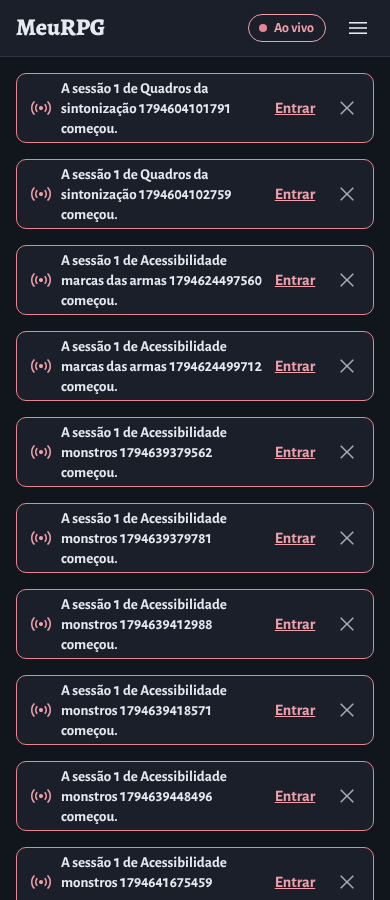 MeuRPG
Ao vivo
A sessão 1 de Quadros da
sintonização 1794604101791
começou.
Entrar
A sessão 1 de Quadros da
sintonização 1794604102759
começou.
Entrar
A sessão 1 de Acessibilidade
marcas das armas 1794624497560
começou.
Entrar
A sessão 1 de Acessibilidade
marcas das armas 1794624499712
começou.
Entrar
A sessão 1 de Acessibilidade
monstros 1794639379562
começou.
Entrar
A sessão 1 de Acessibilidade
monstros 1794639379781
começou.
Entrar
A sessão 1 de Acessibilidade
monstros 1794639412988
começou.
Entrar
A sessão 1 de Acessibilidade
monstros 1794639418571
começou.
Entrar
A sessão 1 de Acessibilidade
monstros 1794639448496
começou.
Entrar
A sessão 1 de Acessibilidade
monstros 1794641675459
Entrar